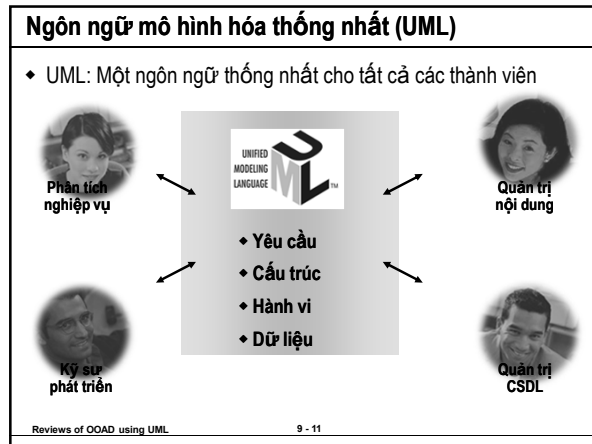 Ngôn ngữ mô hình hóa thống nhất (UML)
◆ UML: Một ngôn ngữ thống nhất cho tất cả các thành viên
Phân tích
nghiệp vụ
UNIFIED
MODELING
LANGUAGE
UML
TM
Quản trị
nội dung
◆ Yêu cầu
◆ Cấu trúc
◆ Hành vi
◆ Dữ liệu
Kỹ sư
phát triển
Quản trị
CSDL
Reviews of OOAD using UML
9 - 11